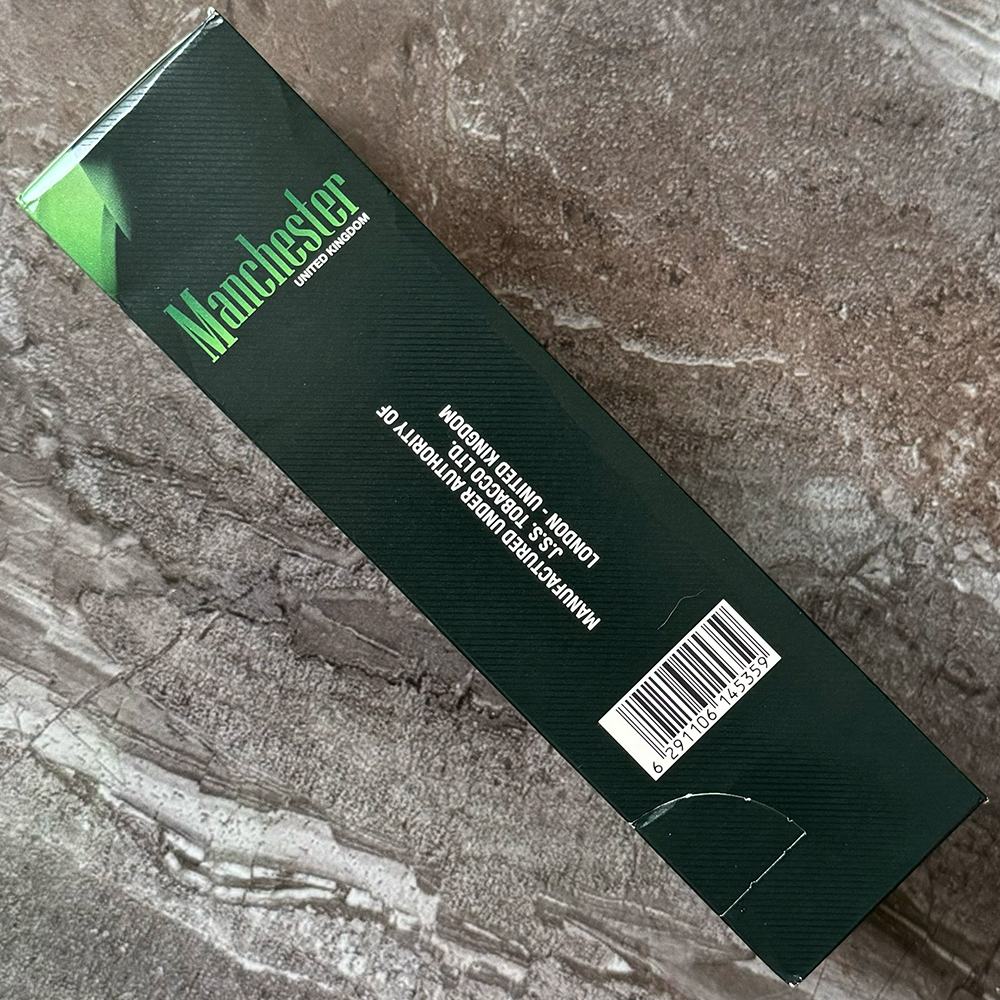 Manchester
UNITED KINGDOM
MANUFACTURED UNDER AUTHORITY OF
J.S.S. TOBACCO LTD.
LONDON - UNITED KINGDOM
6 291106 145359